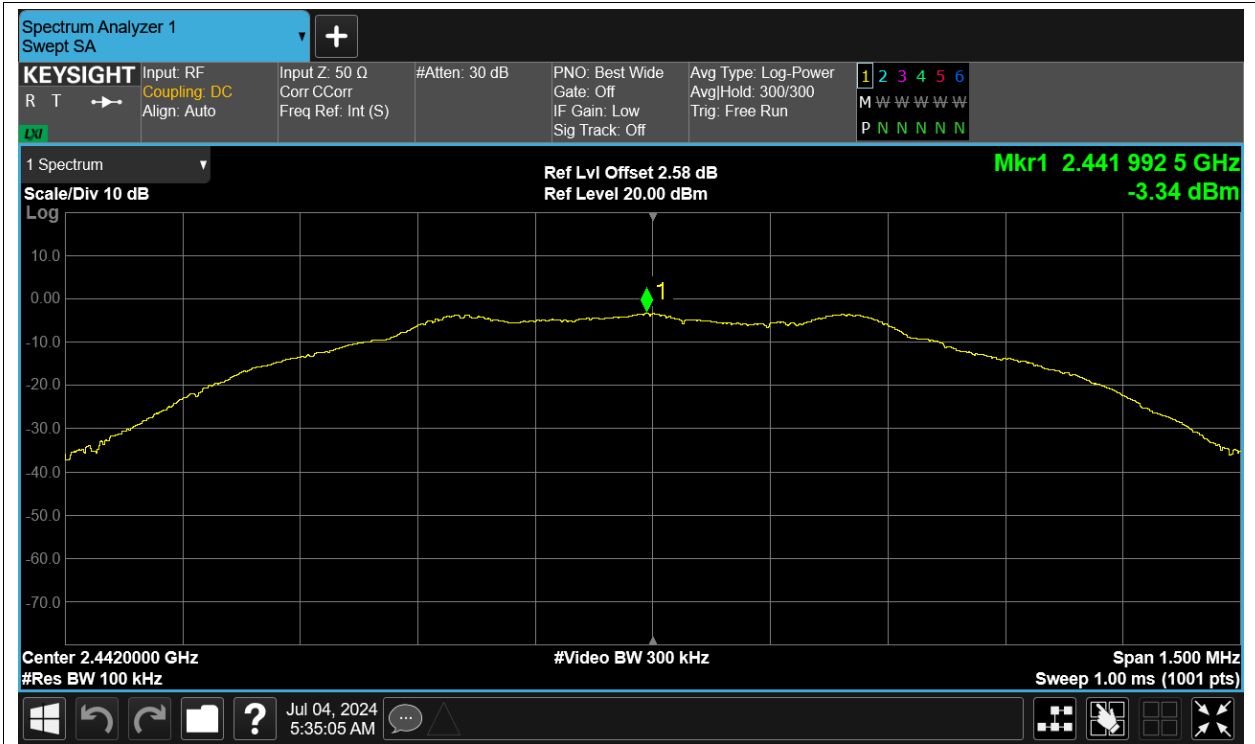 Spectrum Analyzer 1
Swept SA
KEYSIGHT
R T
LXI
Input: RF
Coupling: DC
Align: Auto
Input Z: 50 Ω
Corr CCorr
Freq Ref: Int (S)
#Atten: 30 dB
PNO: Best Wide
Gate: Off
IF Gain: Low
Sig Track: Off
Avg Type: Log-Power
Avg|Hold: 300/300
Trig: Free Run
1 2 3 4 5 6
M W W W W W
P N N N N N
1 Spectrum
Scale/Div 10 dB
Log
Ref Lvl Offset 2.58 dB
Ref Level 20.00 dBm
Mkr1 2.441 992 5 GHz
-3.34 dBm
1
10.0
0.00
-10.0
-20.0
-30.0
-40.0
-50.0
-60.0
-70.0
Center 2.4420000 GHz
#Res BW 100 kHz
#Video BW 300 kHz
Span 1.500 MHz
Sweep 1.00 ms (1001 pts)
?
Jul 04, 2024
5:35:05 AM